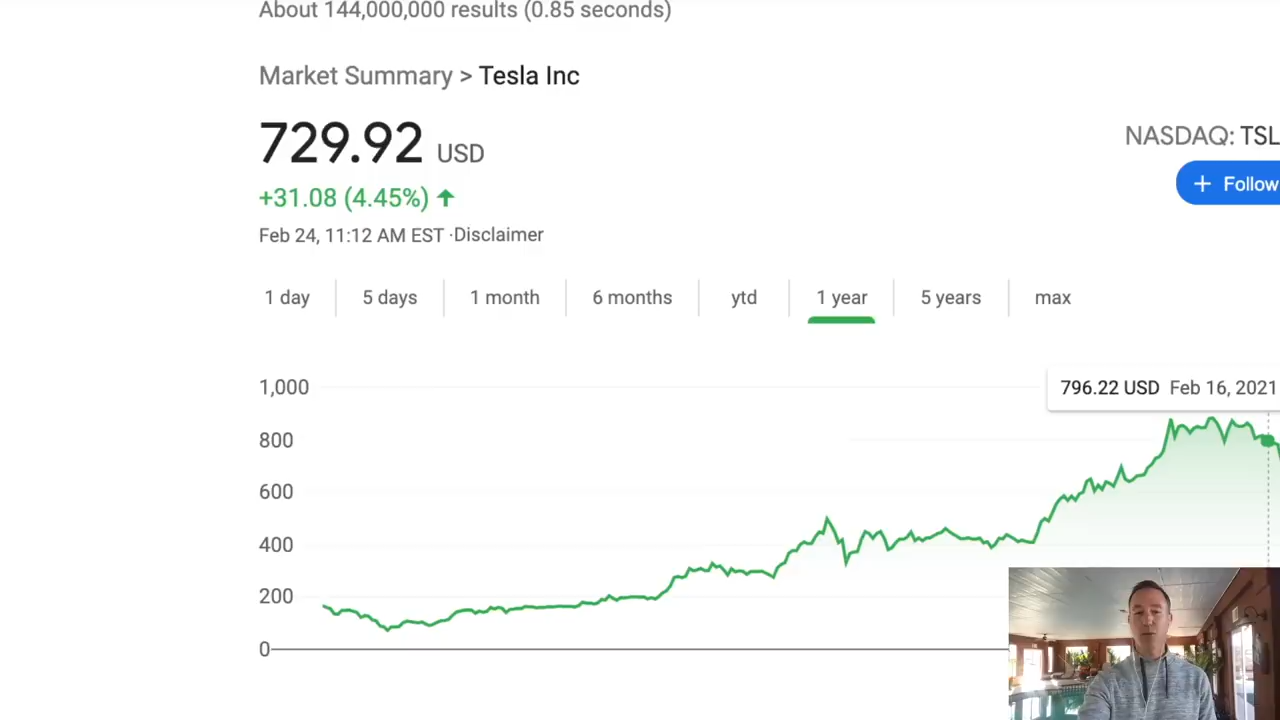 About 144,000,000 results (0.85 seconds)
Market Summary > Tesla Inc
729.92 USD
NASDAQ: TSL
+31.08 (4.45%) ↑
+ Follow
Feb 24, 11:12 AM EST ·Disclaimer
1 day 5 days 1 month 6 months ytd 1 year 5 years max
1,000
796.22 USD Feb 16, 2021
800
600
400
200
0